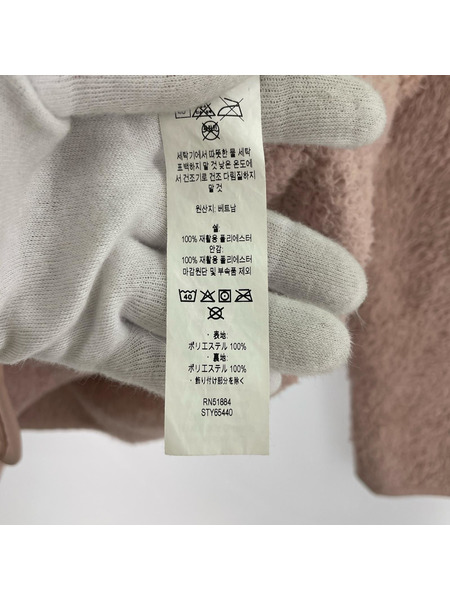 세탁기에서 따뜻한 물 세탁
표백하지 말 것 낮은 온도에
서 건조기로 건조 다림질하지
말 것
원산지: 베트남
쉘:
100% 재활용 폴리에스터
안감:
100% 재활용 폴리에스터
마감원단 및 부속품 제외
40
・表地:
ポリエステル 100%
・裏地:
ポリエステル 100%
・飾り付け部分を除く
RN51884
STY65440